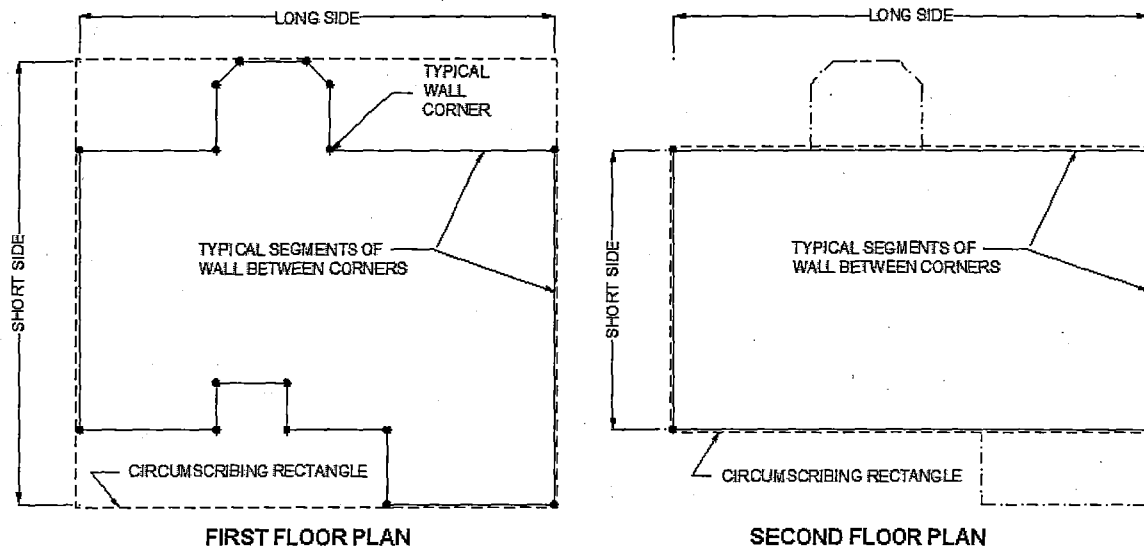 LONG SIDE
TYPICAL
WALL
CORNER
SHORT SIDE
TYPICAL SEGMENTS OF
WALL BETWEEN CORNERS
CIRCUMSCRIBING RECTANGLE
FIRST FLOOR PLAN
LONG SIDE
SHORT SIDE
TYPICAL SEGMENTS OF
WALL BETWEEN CORNERS
CIRCUMSCRIBING RECTANGLE
SECOND FLOOR PLAN